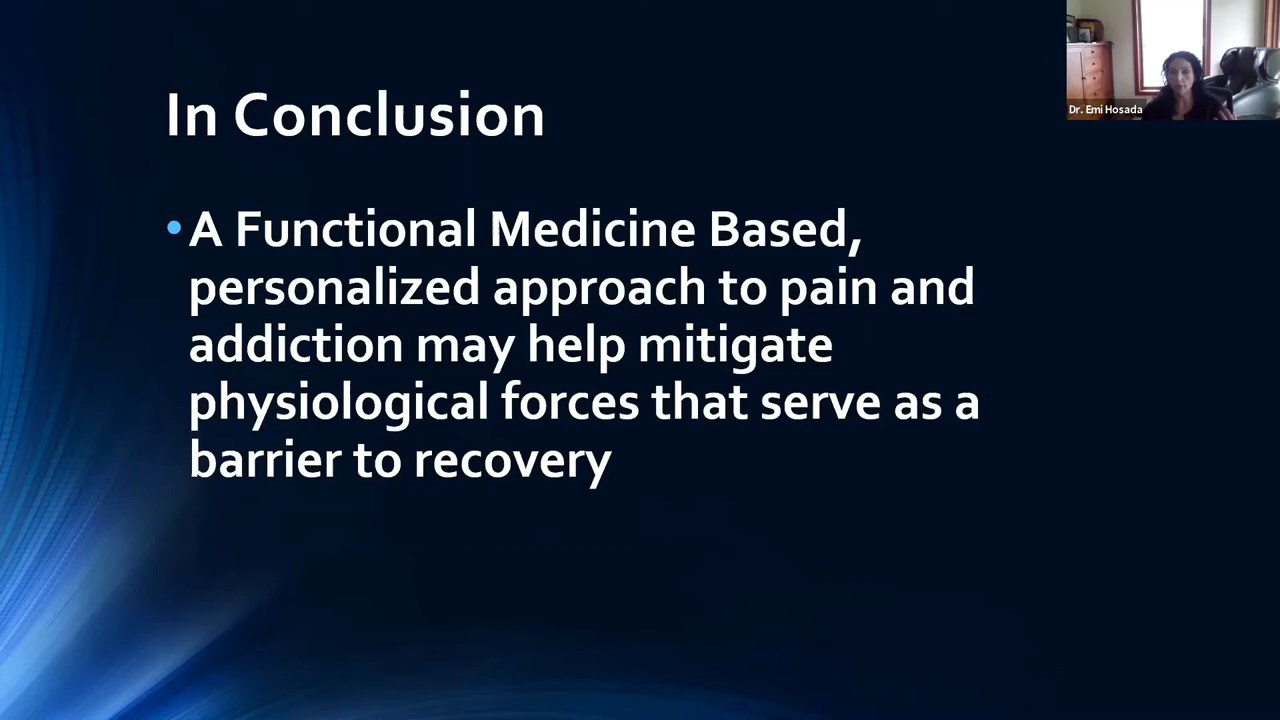 In Conclusion
• A Functional Medicine Based,
personalized approach to pain and
addiction may help mitigate
physiological forces that serve as a
barrier to recovery
Dr. Emi Hosada